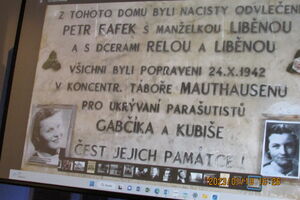 Z TOHOTO DOMU BYLI NACISTY ODVLEČENI
PETR FAFEK S MANŽELKOU LIBĚNOU
A S DCERAMI RELOU A LIBĚNOU
VŠICHNI BYLI POPRAVENI 24.X.1942
V KONCENTR. TÁBOŘE MAUTHAUSENU
PRO UKRÝVÁNÍ PARAŠUTISTŮ
GABČÍKA a KUBIŠE
ČEST JEJICH PAMÁTCE!